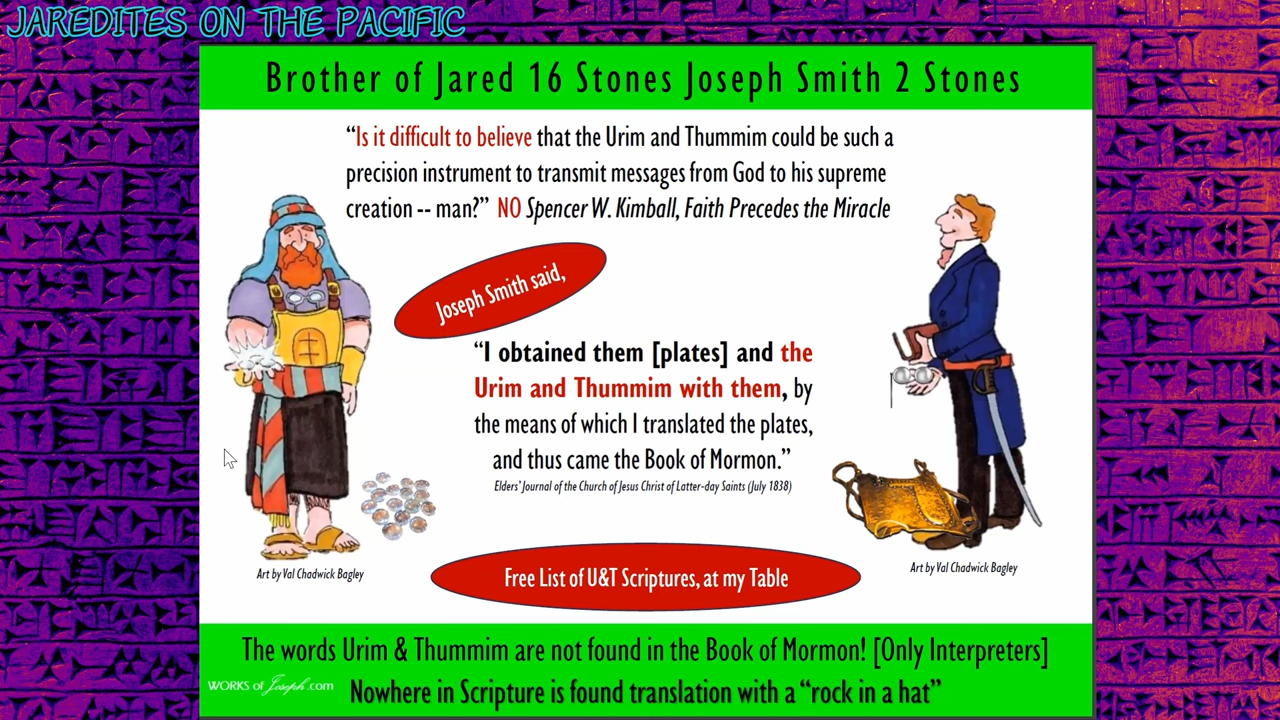 JAREDITES ON THE PACIFIC
Brother of Jared 16 Stones Joseph Smith 2 Stones
“Is it difficult to believe that the Urim and Thummim could be such a
precision instrument to transmit messages from God to his supreme
creation -- man?” NO Spencer W. Kimball, Faith Precedes the Miracle
Joseph Smith said,
“I obtained them [plates] and the
Urim and Thummim with them, by
the means of which I translated the plates,
and thus came the Book of Mormon.”
Elders’ Journal of the Church of Jesus Christ of Latter-day Saints (July 1838)
Art by Val Chadwick Bagley
Art by Val Chadwick Bagley
Free List of U&T Scriptures, at my Table
The words Urim & Thummim are not found in the Book of Mormon! [Only Interpreters]
WORKS of Joseph.com
Nowhere in Scripture is found translation with a “rock in a hat”